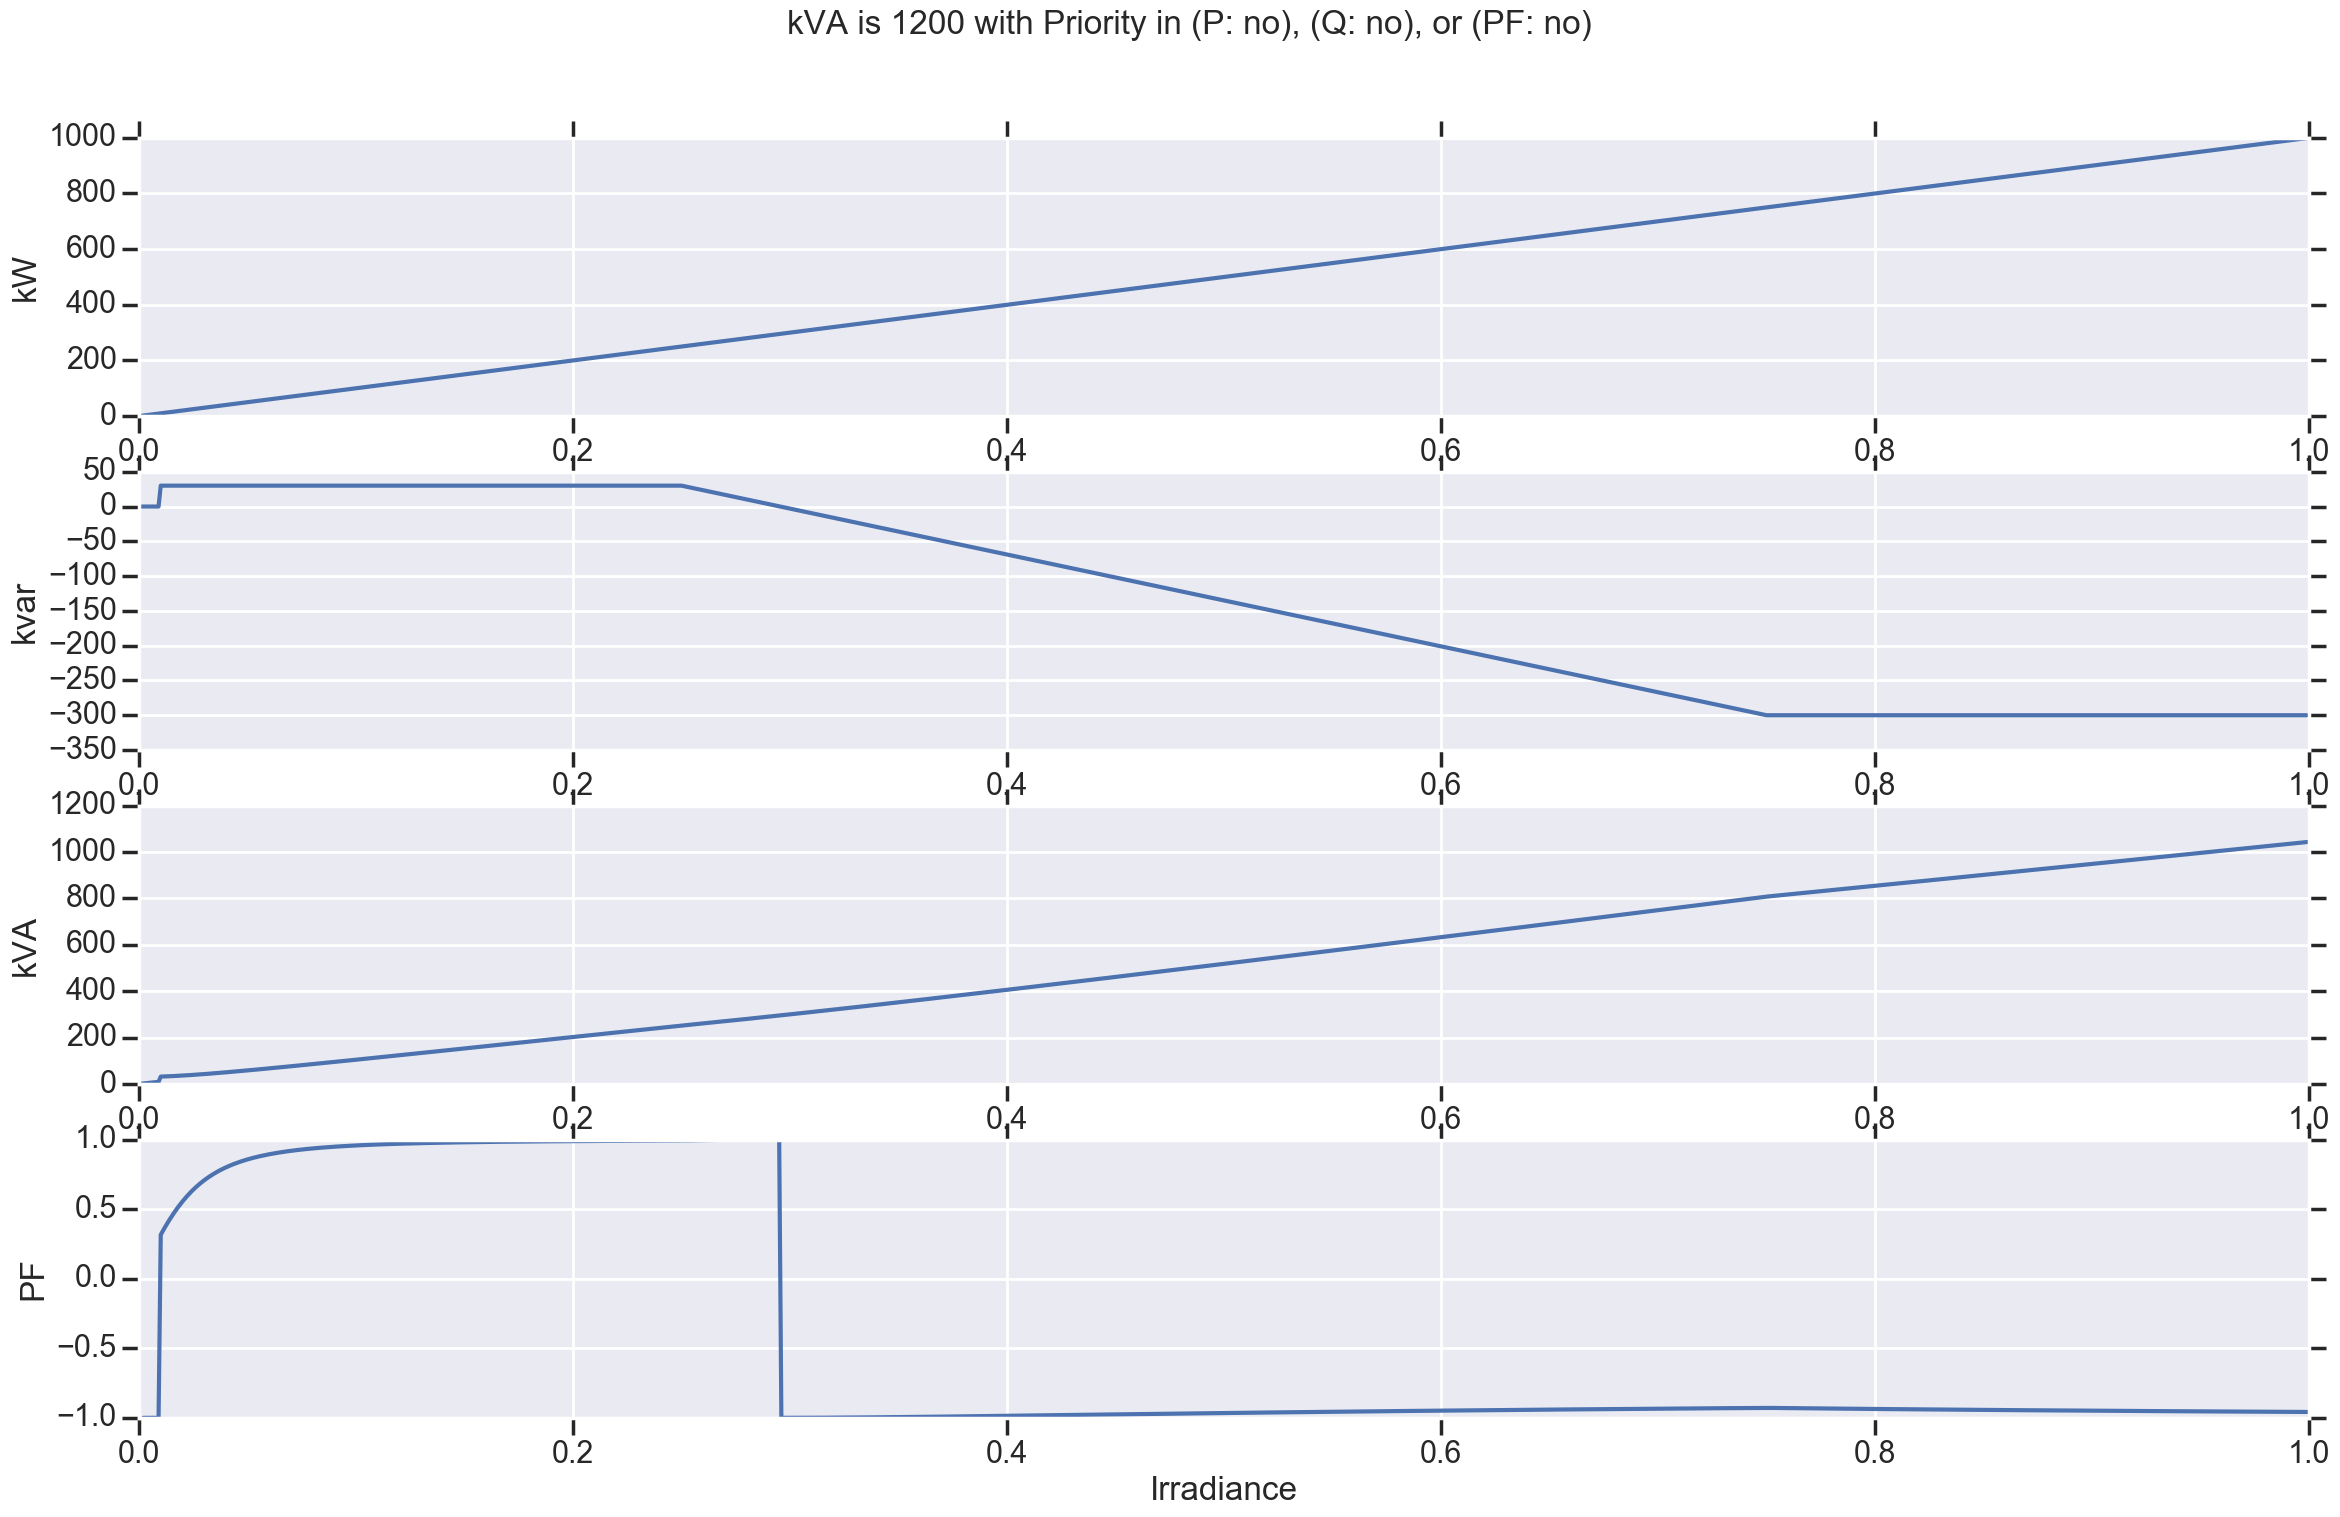 kVA is 1200 with Priority in (P: no), (Q: no), or (PF: no)
1000
800
600
400
200
0
kW
0.0 0.2 0.4 0.6 0.8 1.0
50
0
−50
−100
−150
−200
−250
−300
−350
kvar
0.0 0.2 0.4 0.6 0.8 1.0
1200
1000
800
600
400
200
0
kVA
0.0 0.2 0.4 0.6 0.8 1.0
1.0
0.5
0.0
−0.5
−1.0
PF
0.0 0.2 0.4 0.6 0.8 1.0
Irradiance